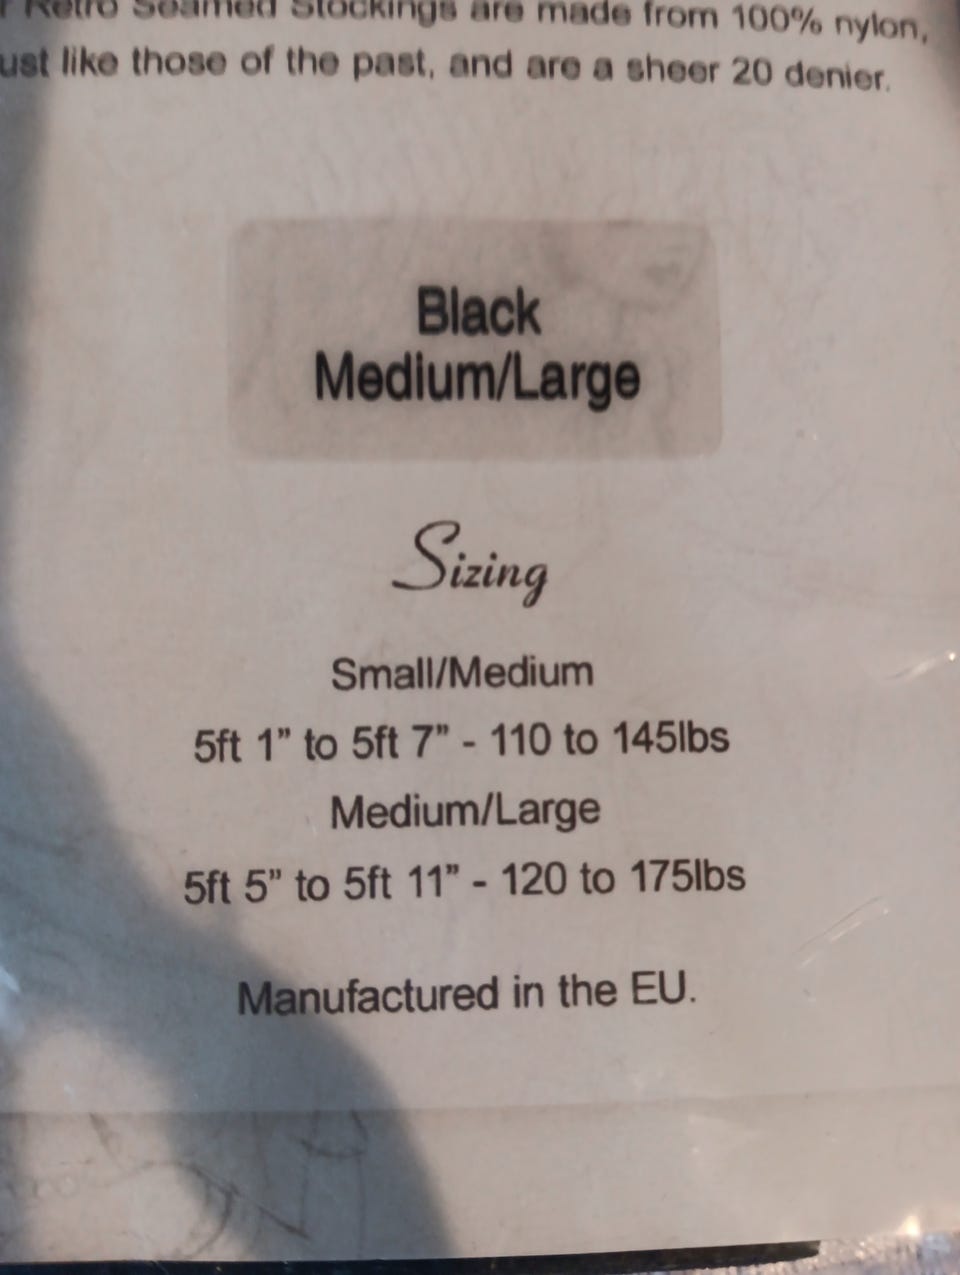 Retro Seamed Stockings are made from 100% nylon,
ust like those of the past, and are a sheer 20 denier.
Black
Medium/Large
Sizing
Small/Medium
5ft 1” to 5ft 7” - 110 to 145lbs
Medium/Large
5ft 5” to 5ft 11” - 120 to 175lbs
Manufactured in the EU.